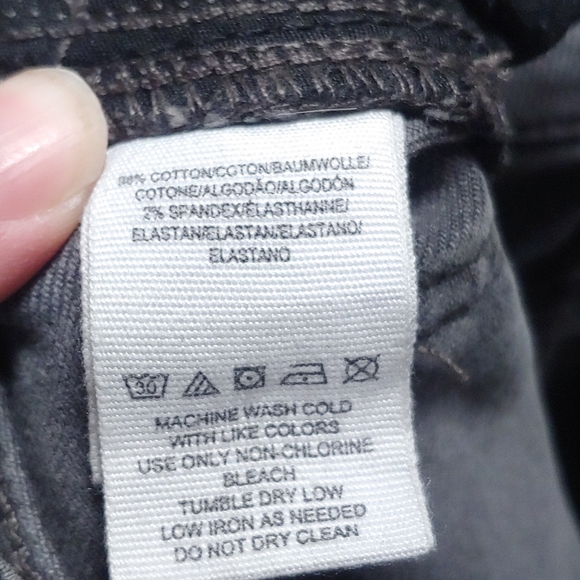 98% COTTON/COTON/BAUMWOLLE/
COTONE/ALGODÃO/ALGODÓN
2% SPANDEX/ÉLASTHANNE/
ELASTAN/ELASTAN/ELASTANO/
ELASTANO
30
MACHINE WASH COLD
WITH LIKE COLORS
USE ONLY NON-CHLORINE
BLEACH
TUMBLE DRY LOW
LOW IRON AS NEEDED
DO NOT DRY CLEAN